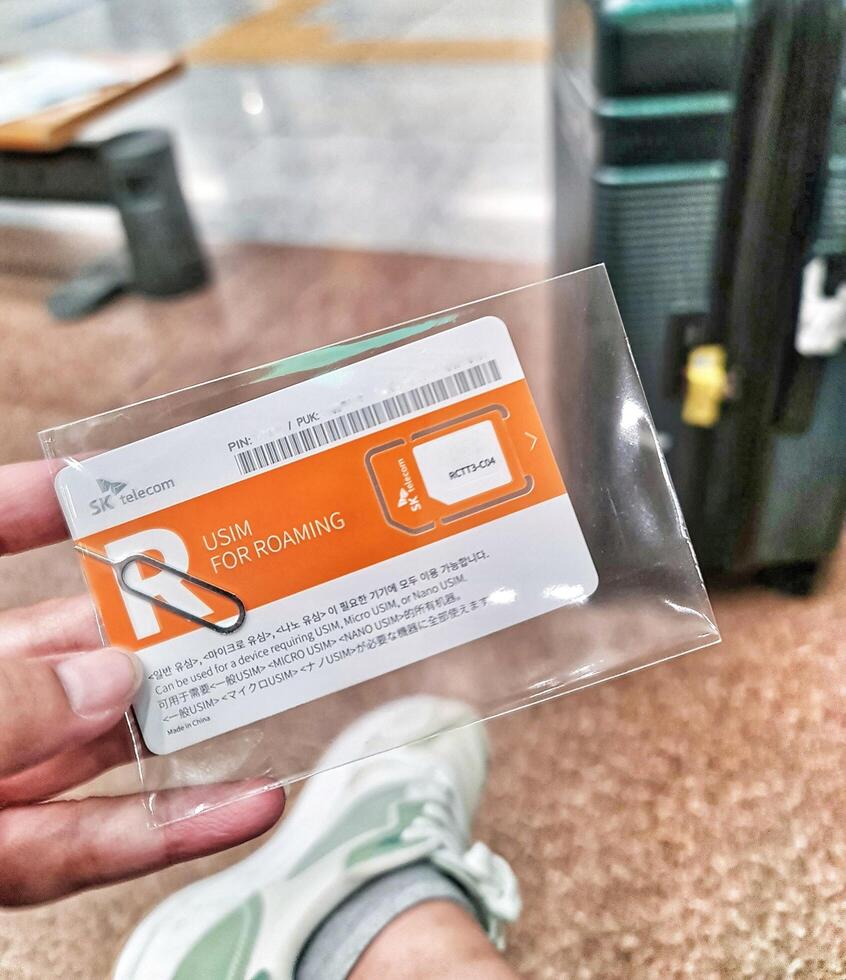 PIN: / PUK:
SK telecom
SK telecom
RCTT3-C04
R
USIM
FOR ROAMING
<일반 유심>, <마이크로 유심>, <나노 유심> 이 필요한 기기에 모두 이용 가능합니다.
Can be used for a device requiring USIM, Micro USIM, or Nano USIM.
可用于需要<一般USIM> <MICRO USIM> <NANO USIM>的所有机器。
<一般USIM> <マイクロUSIM> <ナノUSIM>が必要な機器に全部使えます
Made in China